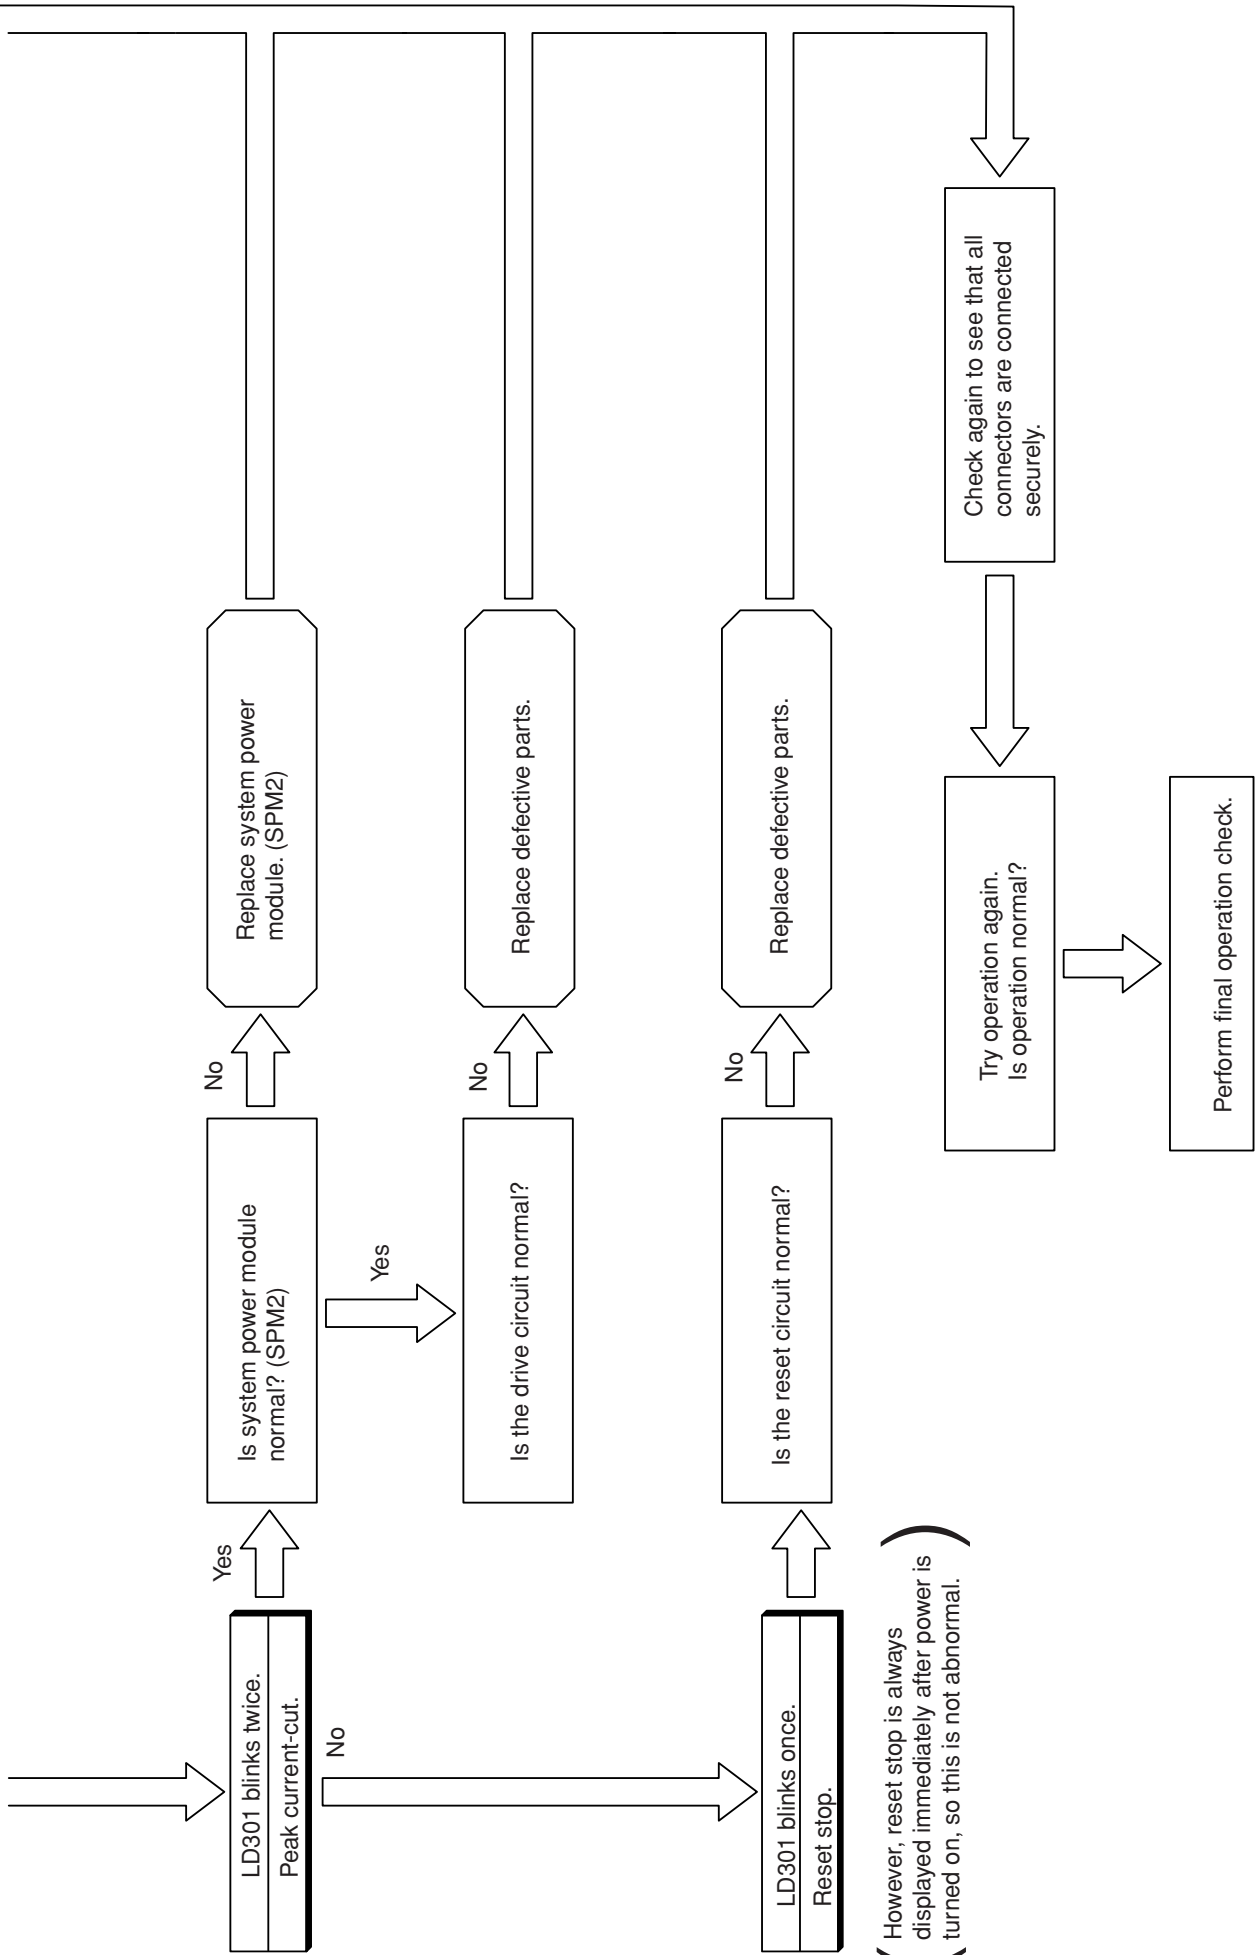 LD301 blinks twice.
Peak current-cut.
Yes
Is system power module
normal? (SPM2)
No
Replace system power
module. (SPM2)
Yes
Is the drive circuit normal?
No
Replace defective parts.
No
LD301 blinks once.
Reset stop.
Is the reset circuit normal?
No
Replace defective parts.
(However, reset stop is always
displayed immediately after power is
turned on, so this is not abnormal.)
Check again to see that all
connectors are connected
securely.
Try operation again.
Is operation normal?
Perform final operation check.